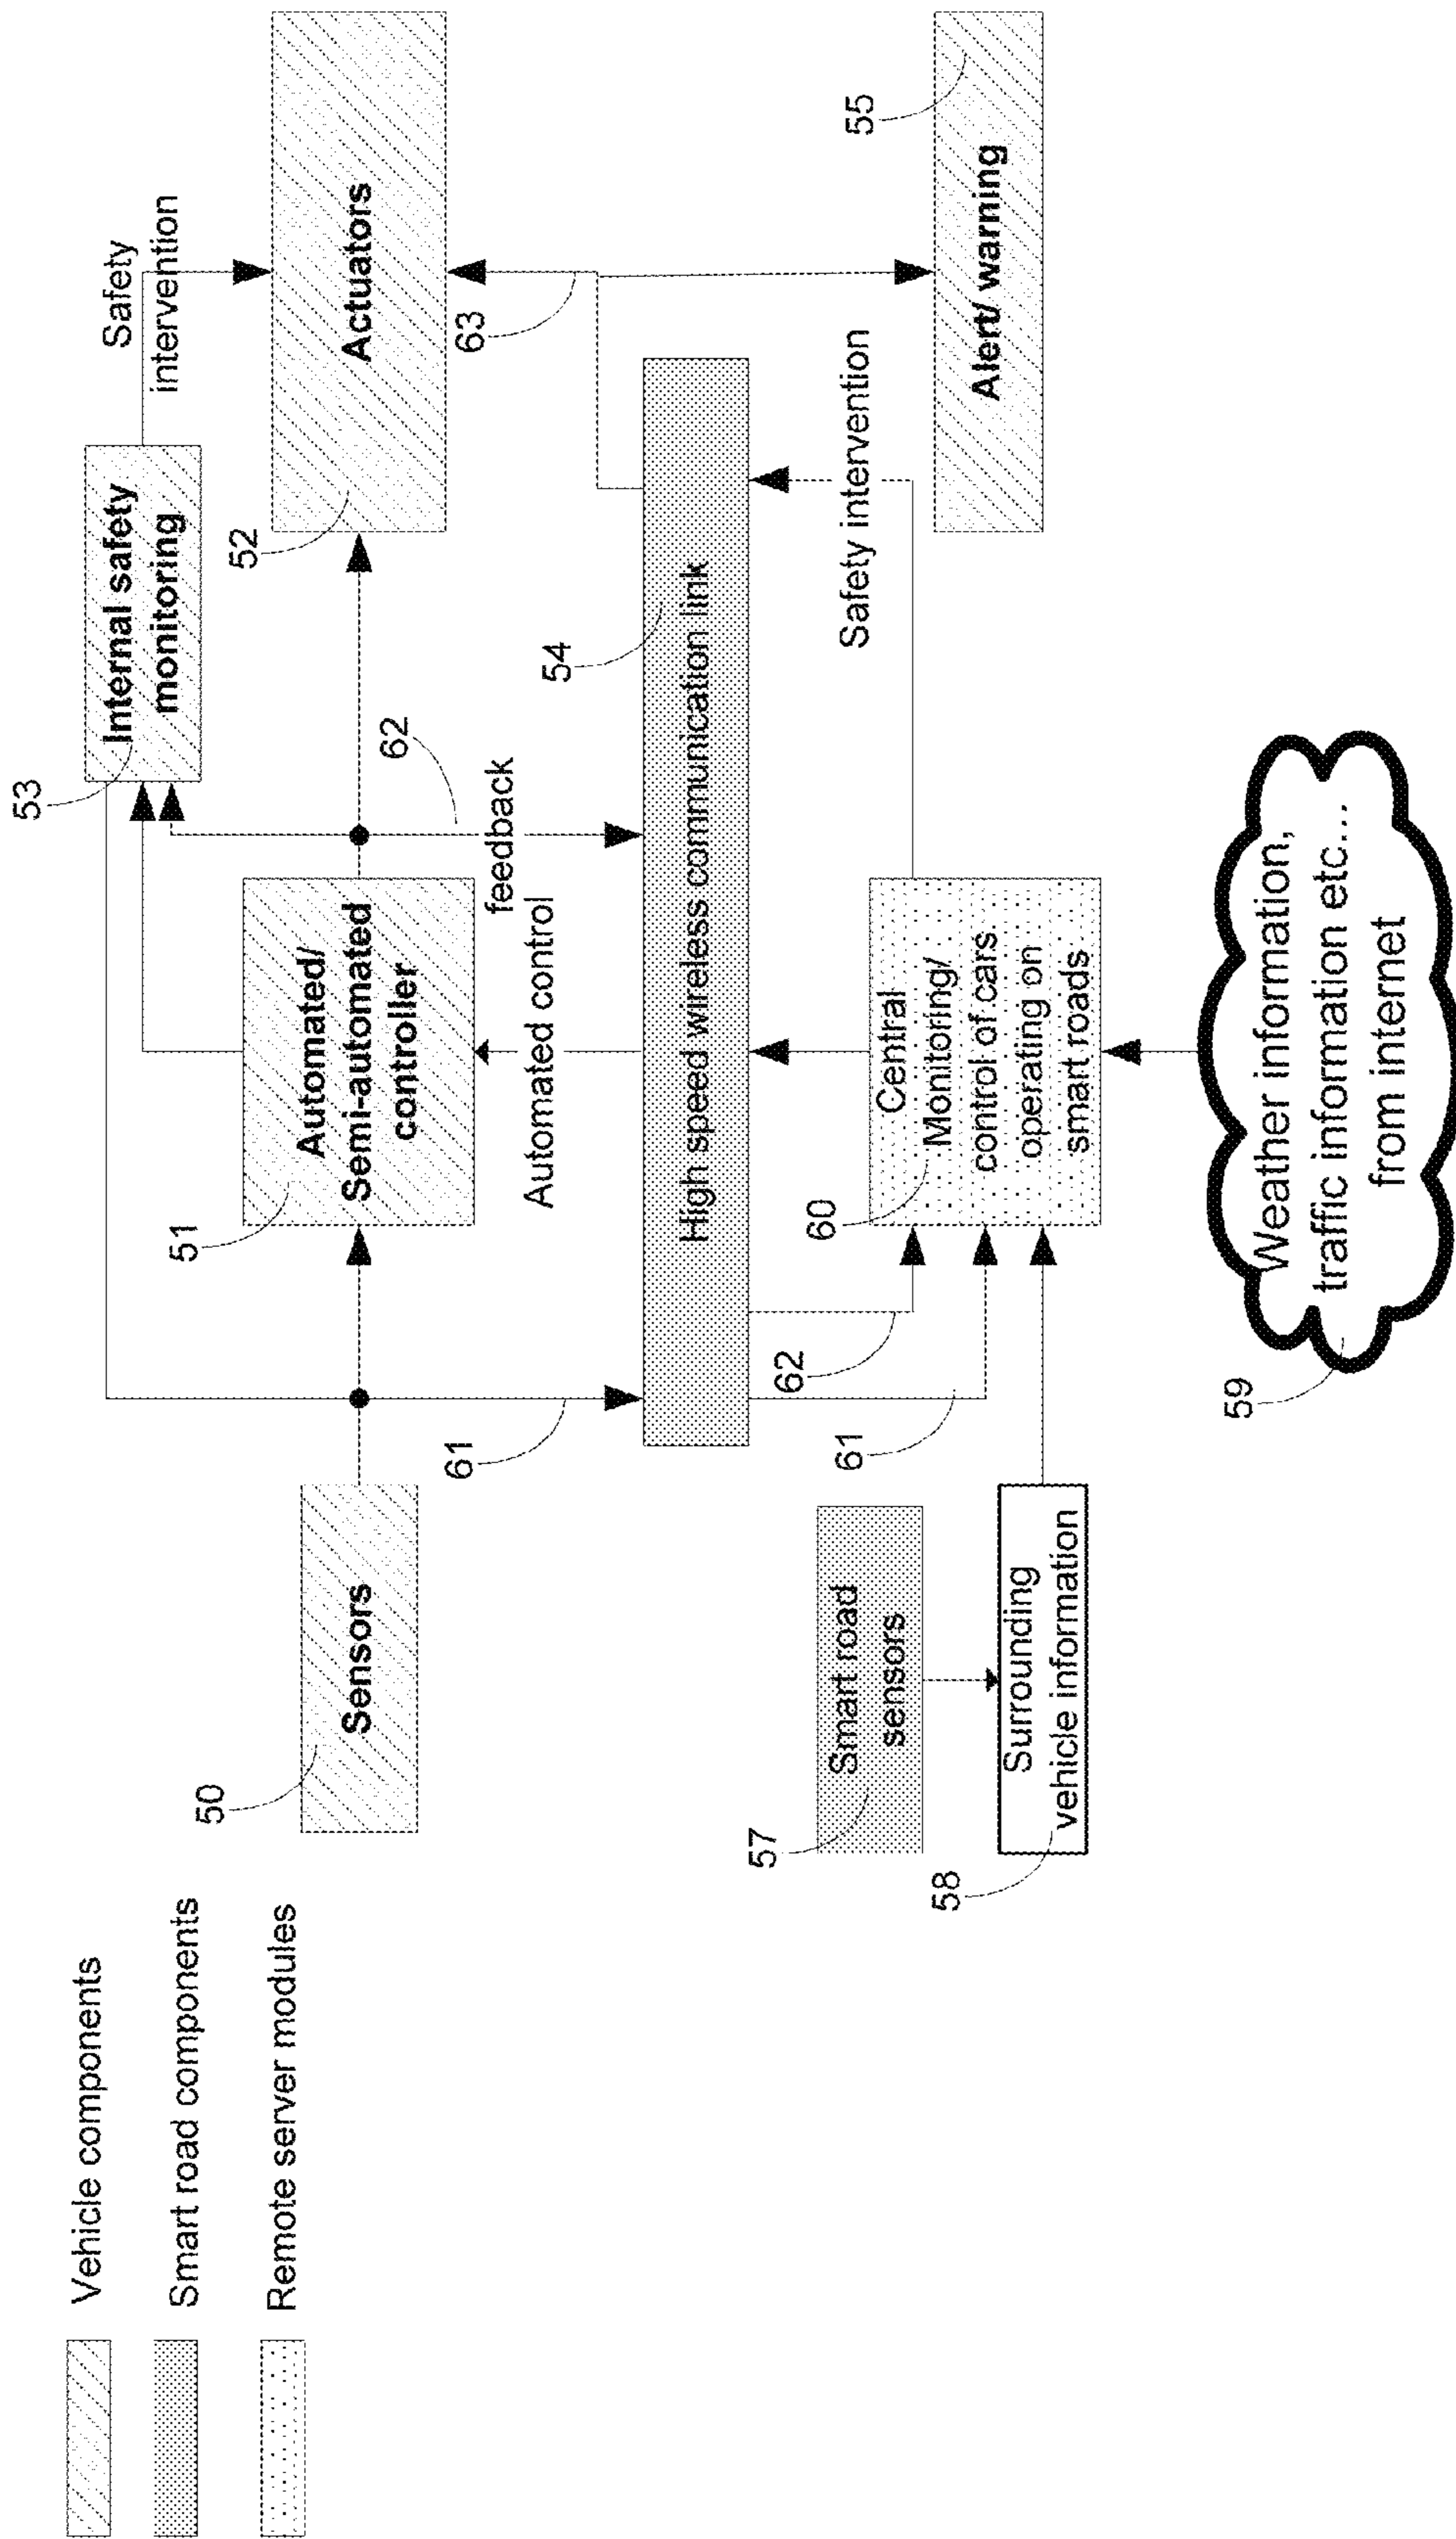 Vehicle components
Smart road components
Remote server modules
53
Internal safety
monitoring
Safety
intervention
50
Sensors
51
Automated/
Semi-automated
controller
52
Actuators
61
62
feedback
Automated control
63
54
High speed wireless communication link
57
Smart road
sensors
58
Surrounding
vehicle information
61
62
60
Central
Monitoring/
control of cars
operating on
smart roads
Safety intervention
55
Alert/ warning
59
Weather information,
traffic information etc...
from internet